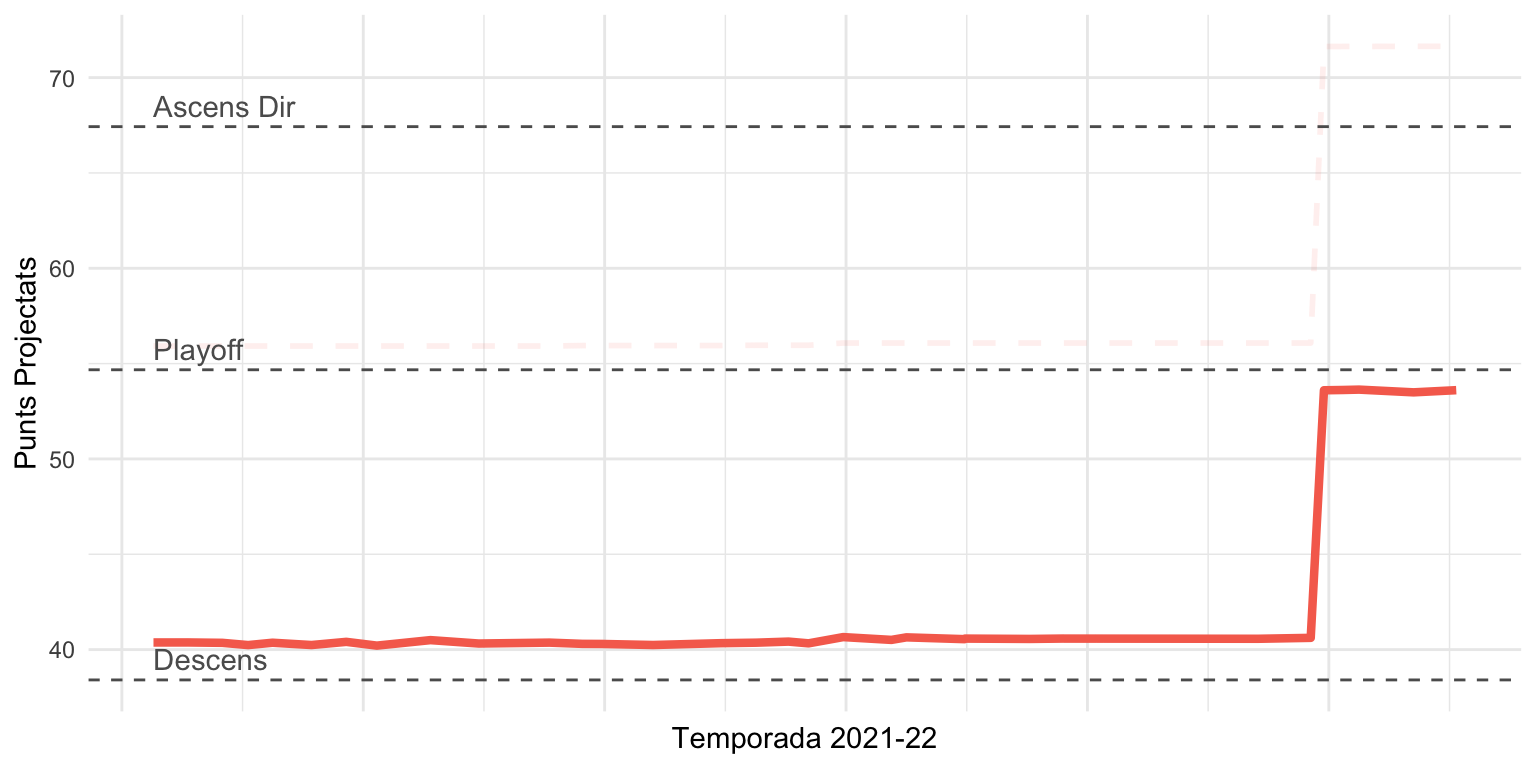 70
Ascens Dir
60
Playoff
50
40
Descens
Punts Projectats
Temporada 2021-22